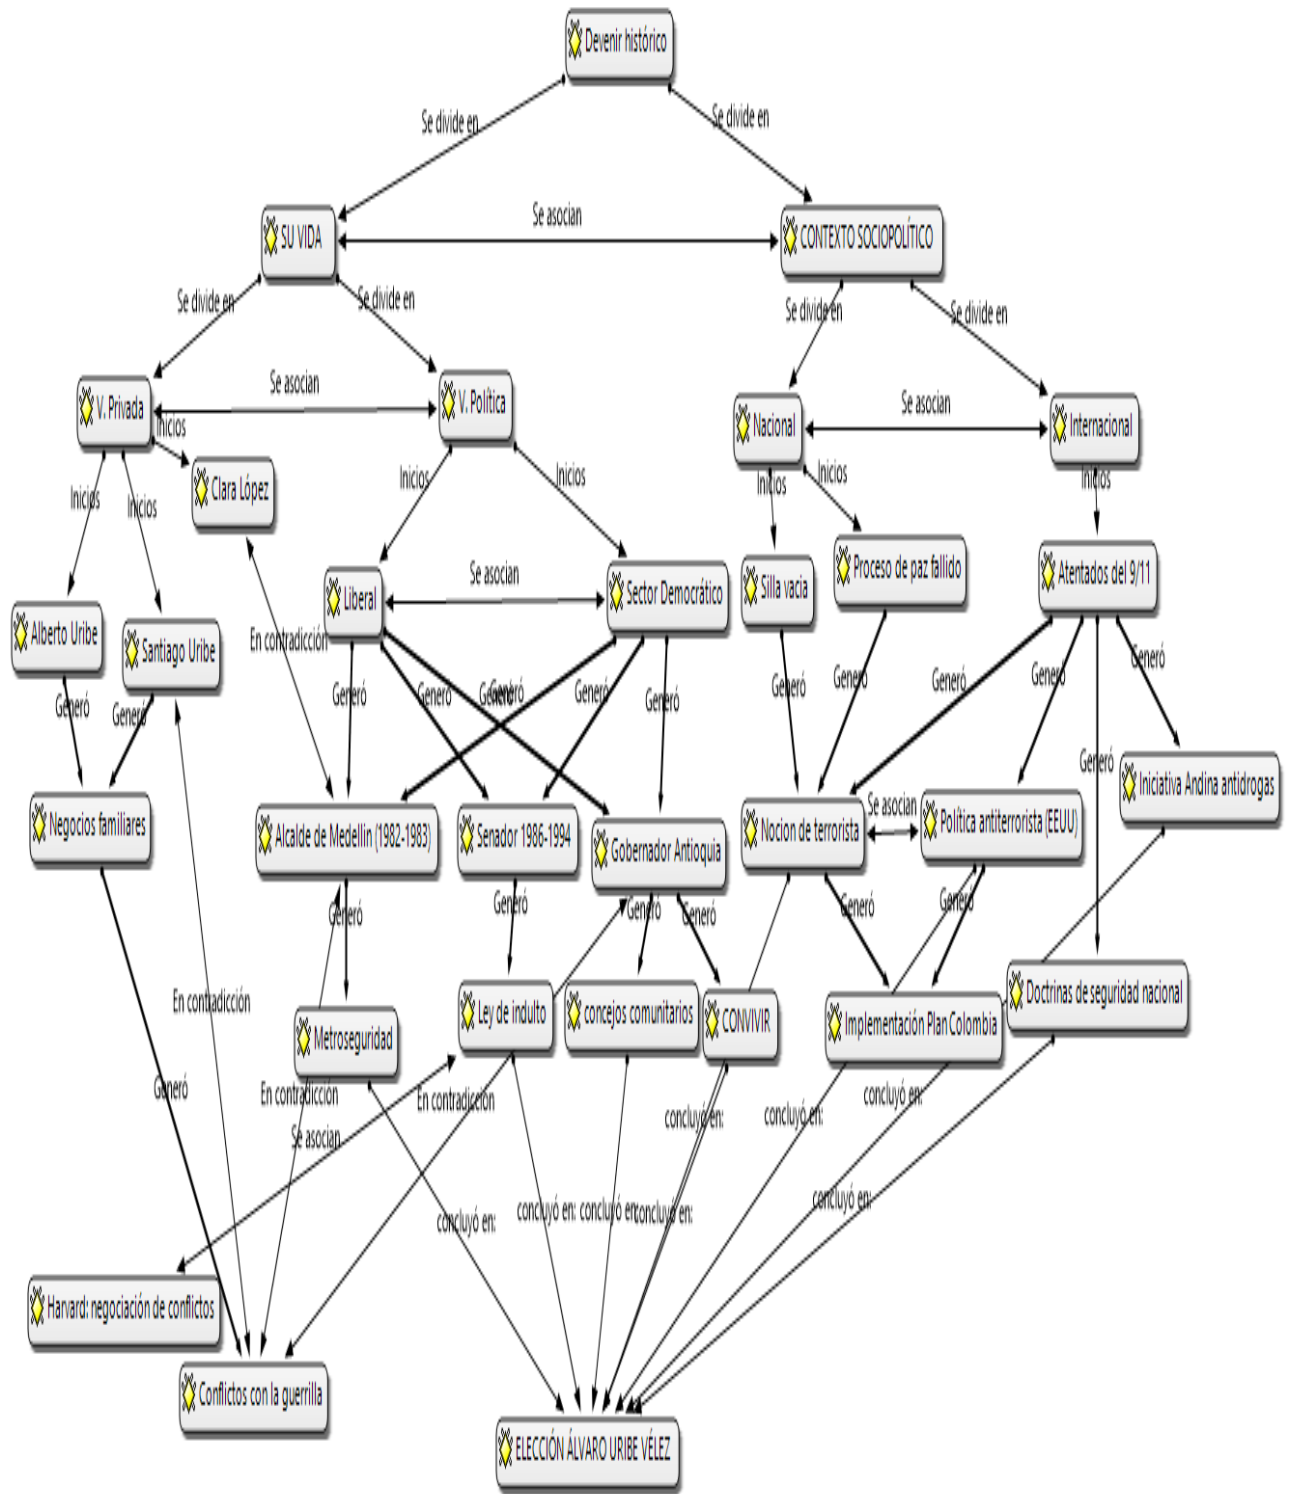 Devenir histórico
Se divide en
Se divide en
SU VIDA
Se asocian
CONTEXTO SOCIOPOLÍTICO
Se divide en
Se divide en
Se divide en
Se divide en
V. Privada
Se asocian
V. Política
Nacional
Se asocian
Internacional
Inicios
Inicios
Inicios
Clara López
Inicios
Inicios
Inicios
Inicios
Inicios
Alberto Uribe
Santiago Uribe
En contradicción
Liberal
Se asocian
Sector Democrático
Silla vacia
Proceso de paz fallido
Atentados del 9/11
Generó
Generó
Generó
Generó
Generó
Generó
Generó
Generó
Generó
Generó
Generó
Generó
Generó
Generó
Negocios familiares
Alcalde de Medellin (1982-1983)
Senador 1986-1994
Gobernador Antioquia
Nocion de terrorista
Se asocian
Política antiterrorista (EEUU)
Iniciativa Andina antidrogas
Generó
Generó
Generó
Generó
Generó
Generó
En contradicción
Metroseguridad
Ley de indulto
concejos comunitarios
CONVIVIR
Implementación Plan Colombia
Doctrinas de seguridad nacional
Generó
En contradicción
En contradicción
Se asocian
concluyó en:
concluyó en:
concluyó en:
concluyó en:
concluyó en:
concluyó en:
concluyó en:
concluyó en:
Harvard: negociación de conflictos
Conflictos con la guerrilla
ELECCIÓN ÁLVARO URIBE VÉLEZ